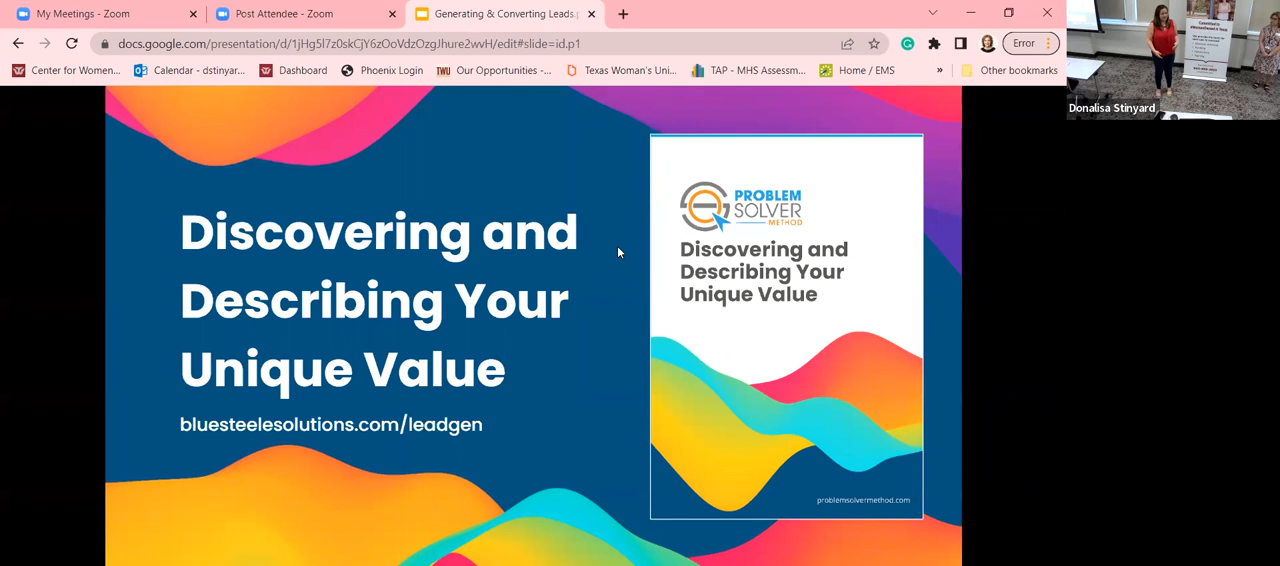 My Meetings - Zoom
Post Attendee - Zoom
Generating & Converting Leads.p
docs.google.com/presentation/d/1jHg5I7z0skCjY6zOoVdzOzgJhure2wvH/edit#slide=id.p1
Error
Center for Women...
Calendar - dstinyar...
Dashboard
Phoenix Login
TWU Our Opportunities -...
Texas Woman's Uni...
TAP - MHS Assessm...
Home / EMS
Other bookmarks
Donalisa Stinyard
Discovering and
Describing Your
Unique Value
bluesteelesolutions.com/leadgen
PROBLEM
SOLVER
METHOD
Discovering and
Describing Your
Unique Value
problemsolvermethod.com